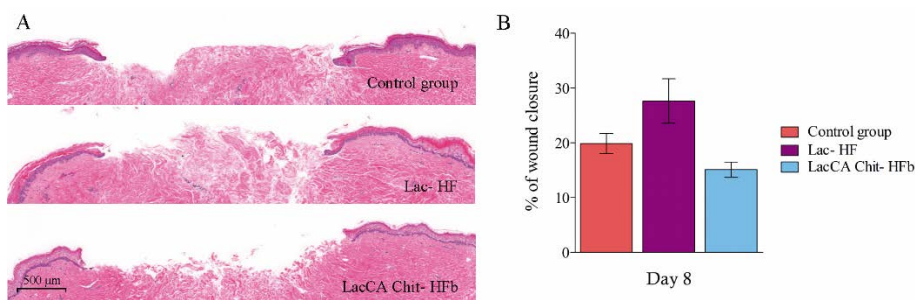 A
Control group
Lac- HF
500 µm
LacCA Chit- HFb
B
% of wound closure
40
30
20
10
0
Day 8
Control group
Lac- HF
LacCA Chit- HFb